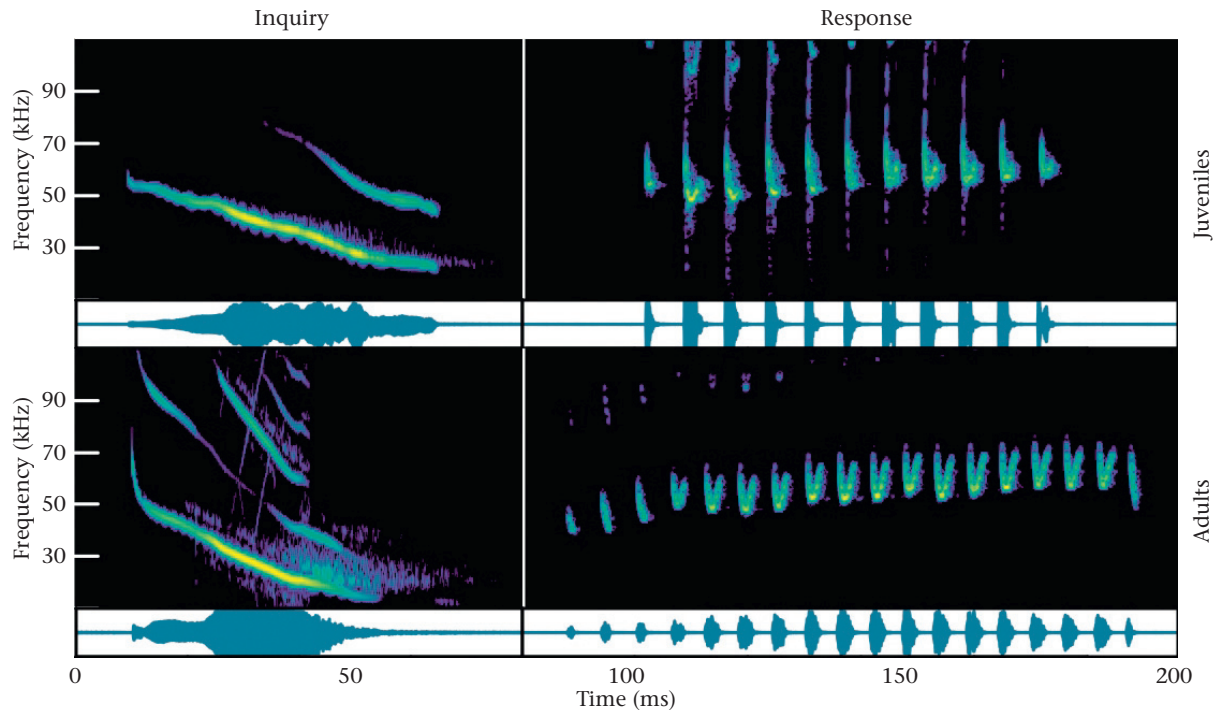 Inquiry
Response
90
70
50
30
Frequency (kHz)
Juveniles
90
70
50
30
Frequency (kHz)
Adults
0
50
100
150
200
Time (ms)